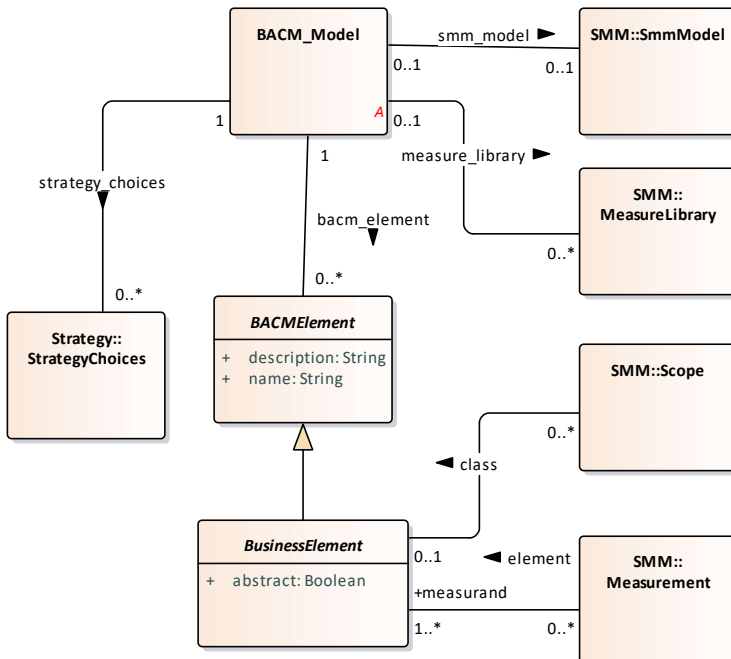 BACM_Model
smm_model
SMM::SmmModel
0..1
0..1
A
0..1
1
1
measure_library
strategy_choices
SMM::
MeasureLibrary
bacm_element
0..*
0..*
0..*
Strategy::
StrategyChoices
BACMElement
+ description: String
+ name: String
SMM::Scope
0..*
class
BusinessElement
+ abstract: Boolean
0..1
element
SMM::
Measurement
+measurand
1..*
0..*